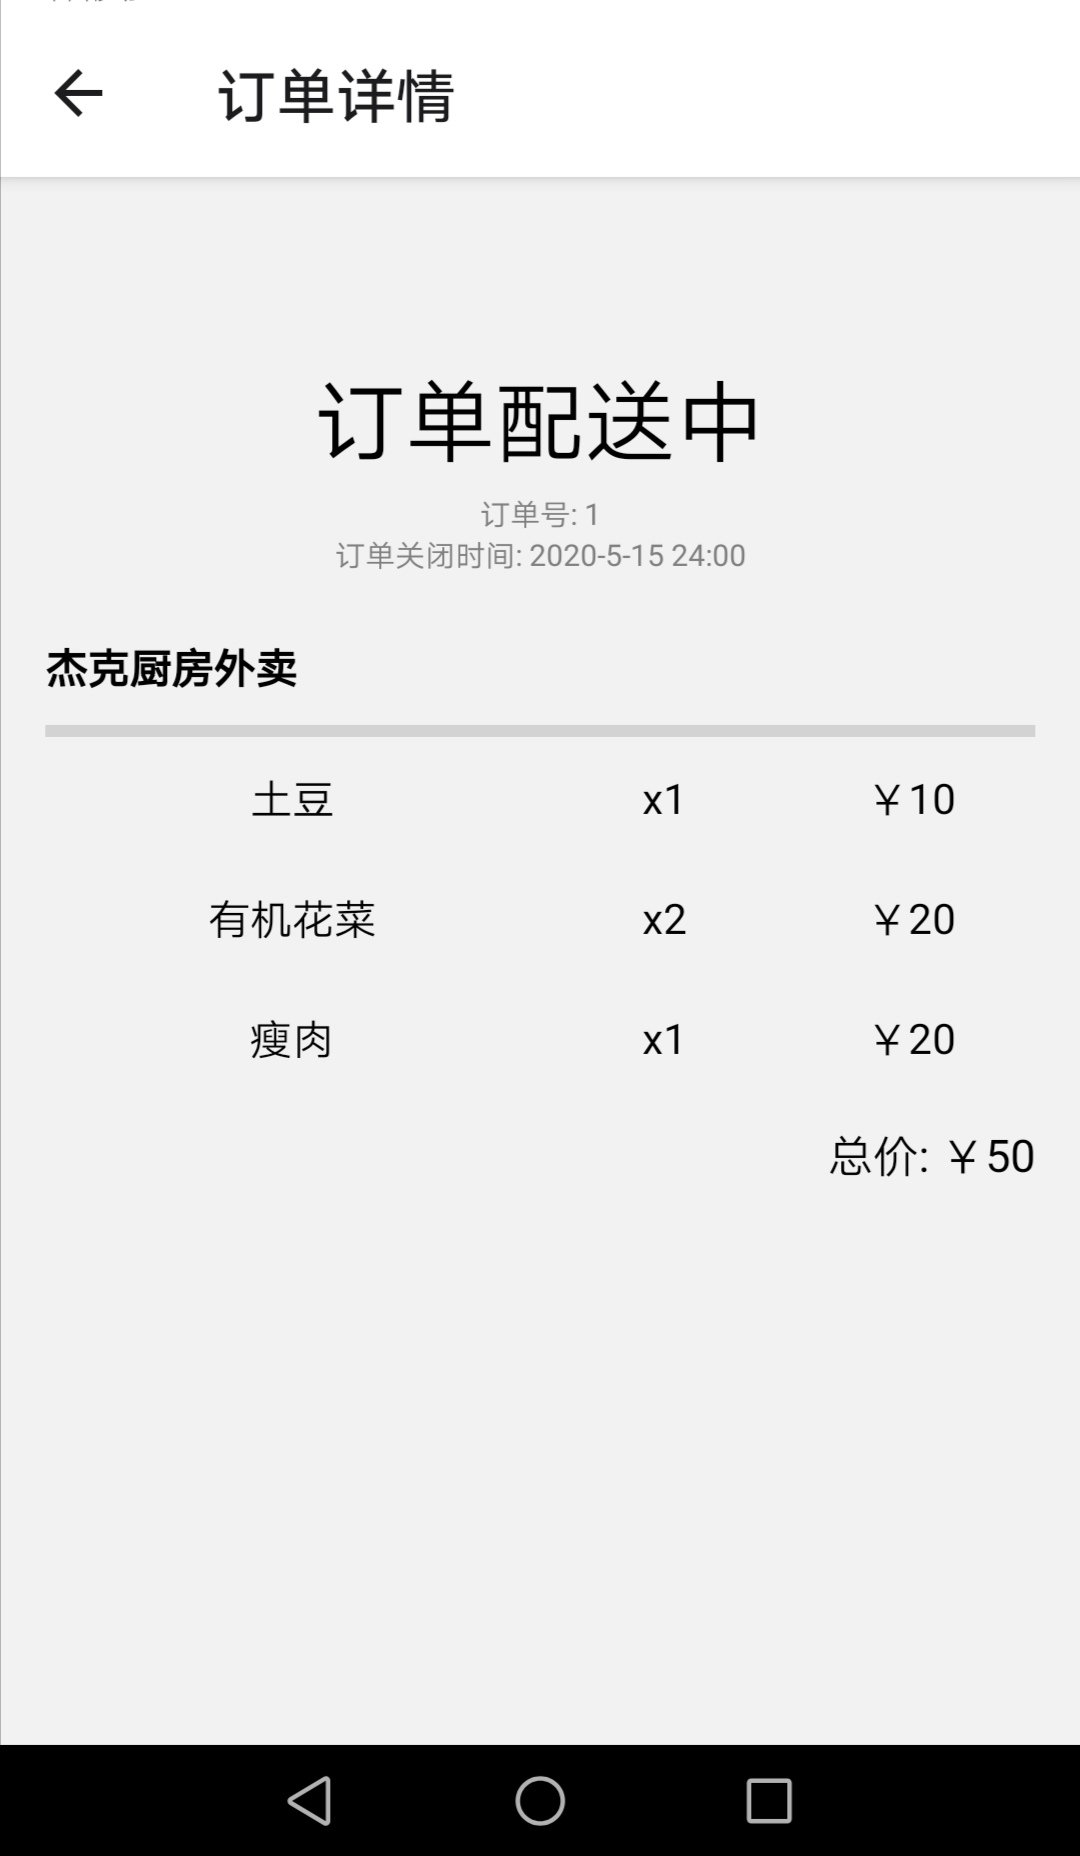 订单详情
订单配送中
订单号: 1
订单关闭时间: 2020-5-15 24:00
杰克厨房外卖
土豆 x1 ￥10
有机花菜 x2 ￥20
瘦肉 x1 ￥20
总价: ￥50